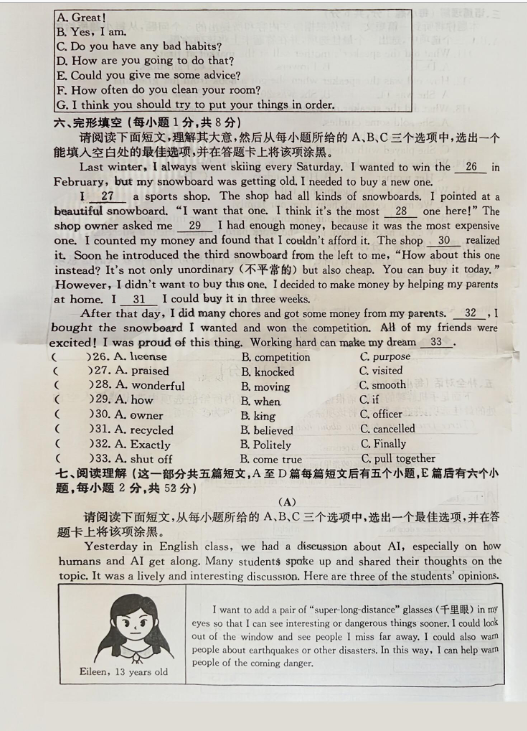 A. Great!
B. Yes, I am.
C. Do you have any bad habits?
D. How are you going to do that?
E. Could you give me some advice?
F. How often do you clean your room?
G. I think you should try to put your things in order.
六、完形填空(每小题 1 分,共 8 分)
请阅读下面短文,理解其大意,然后从每小题所给的 A、B、C 三个选项中,选出一个
能填入空白处的最佳选项,并在答题卡上将该项涂黑。
Last winter, I always went skiing every Saturday. I wanted to win the 26 in
February, but my snowboard was getting old. I needed to buy a new one.
I 27 a sports shop. The shop had all kinds of snowboards. I pointed at a
beautiful snowboard. “I want that one. I think it's the most 28 one here!” The
shop owner asked me 29 I had enough money, because it was the most expensive
one. I counted my money and found that I couldn't afford it. The shop 30 realized
it. Soon he introduced the third snowboard from the left to me, “How about this one
instead? It's not only unordinary (不平常的) but also cheap. You can buy it today.”
However, I didn't want to buy this one. I decided to make money by helping my parents
at home. I 31 I could buy it in three weeks.
After that day, I did many chores and got some money from my parents. 32 , I
bought the snowboard I wanted and won the competition. All of my friends were
excited! I was proud of this thing. Working hard can make my dream 33 .
( )26. A. license B. competition C. purpose
( )27. A. praised B. knocked C. visited
( )28. A. wonderful B. moving C. smooth
( )29. A. how B. when C. if
( )30. A. owner B. king C. officer
( )31. A. recycled B. believed C. cancelled
( )32. A. Exactly B. Politely C. Finally
( )33. A. shut off B. come true C. pull together
七、阅读理解(这一部分共五篇短文,A 至 D 篇每篇短文后有五个小题,E 篇后有六个小
题,每小题 2 分,共 52 分)
(A)
请阅读下面短文,从每小题所给的 A、B、C 三个选项中,选出一个最佳选项,并在答
题卡上将该项涂黑。
Yesterday in English class, we had a discussion about AI, especially on how
humans and AI get along. Many students spoke up and shared their thoughts on the
topic. It was a lively and interesting discussion. Here are three of the students' opinions.
I want to add a pair of “super-long-distance” glasses (千里眼) in my
eyes so that I can see interesting or dangerous things sooner. I could look
out of the window and see people I miss far away. I could also warn
people about earthquakes or other disasters. In this way, I can help warn
people of the coming danger.
Eileen, 13 years old